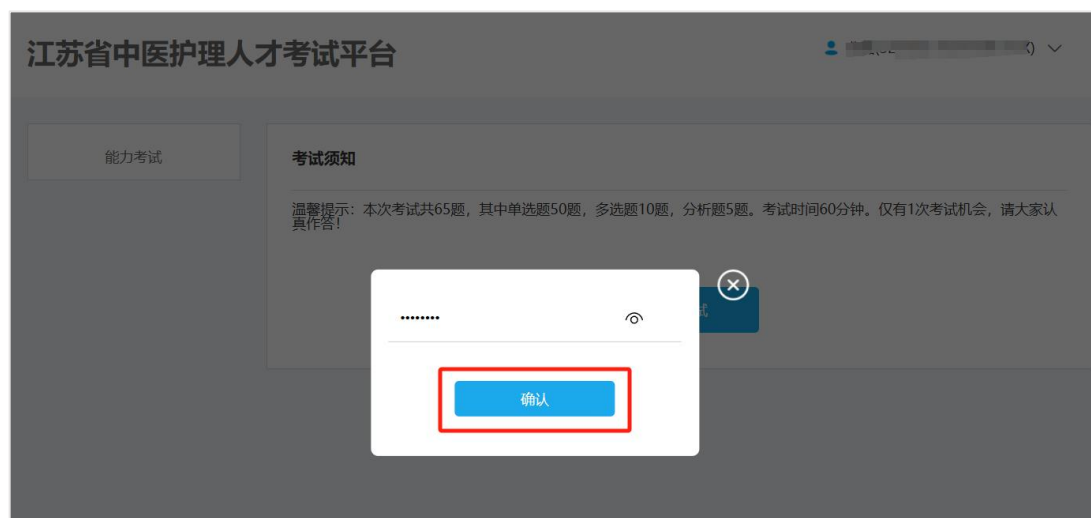 江苏省中医护理人才考试平台
能力考试
考试须知
温馨提示：本次考试共65题，其中单选题50题，多选题10题，分析题5题。考试时间60分钟。仅有1次考试机会，请大家认
真作答！
试
••••••••
确认